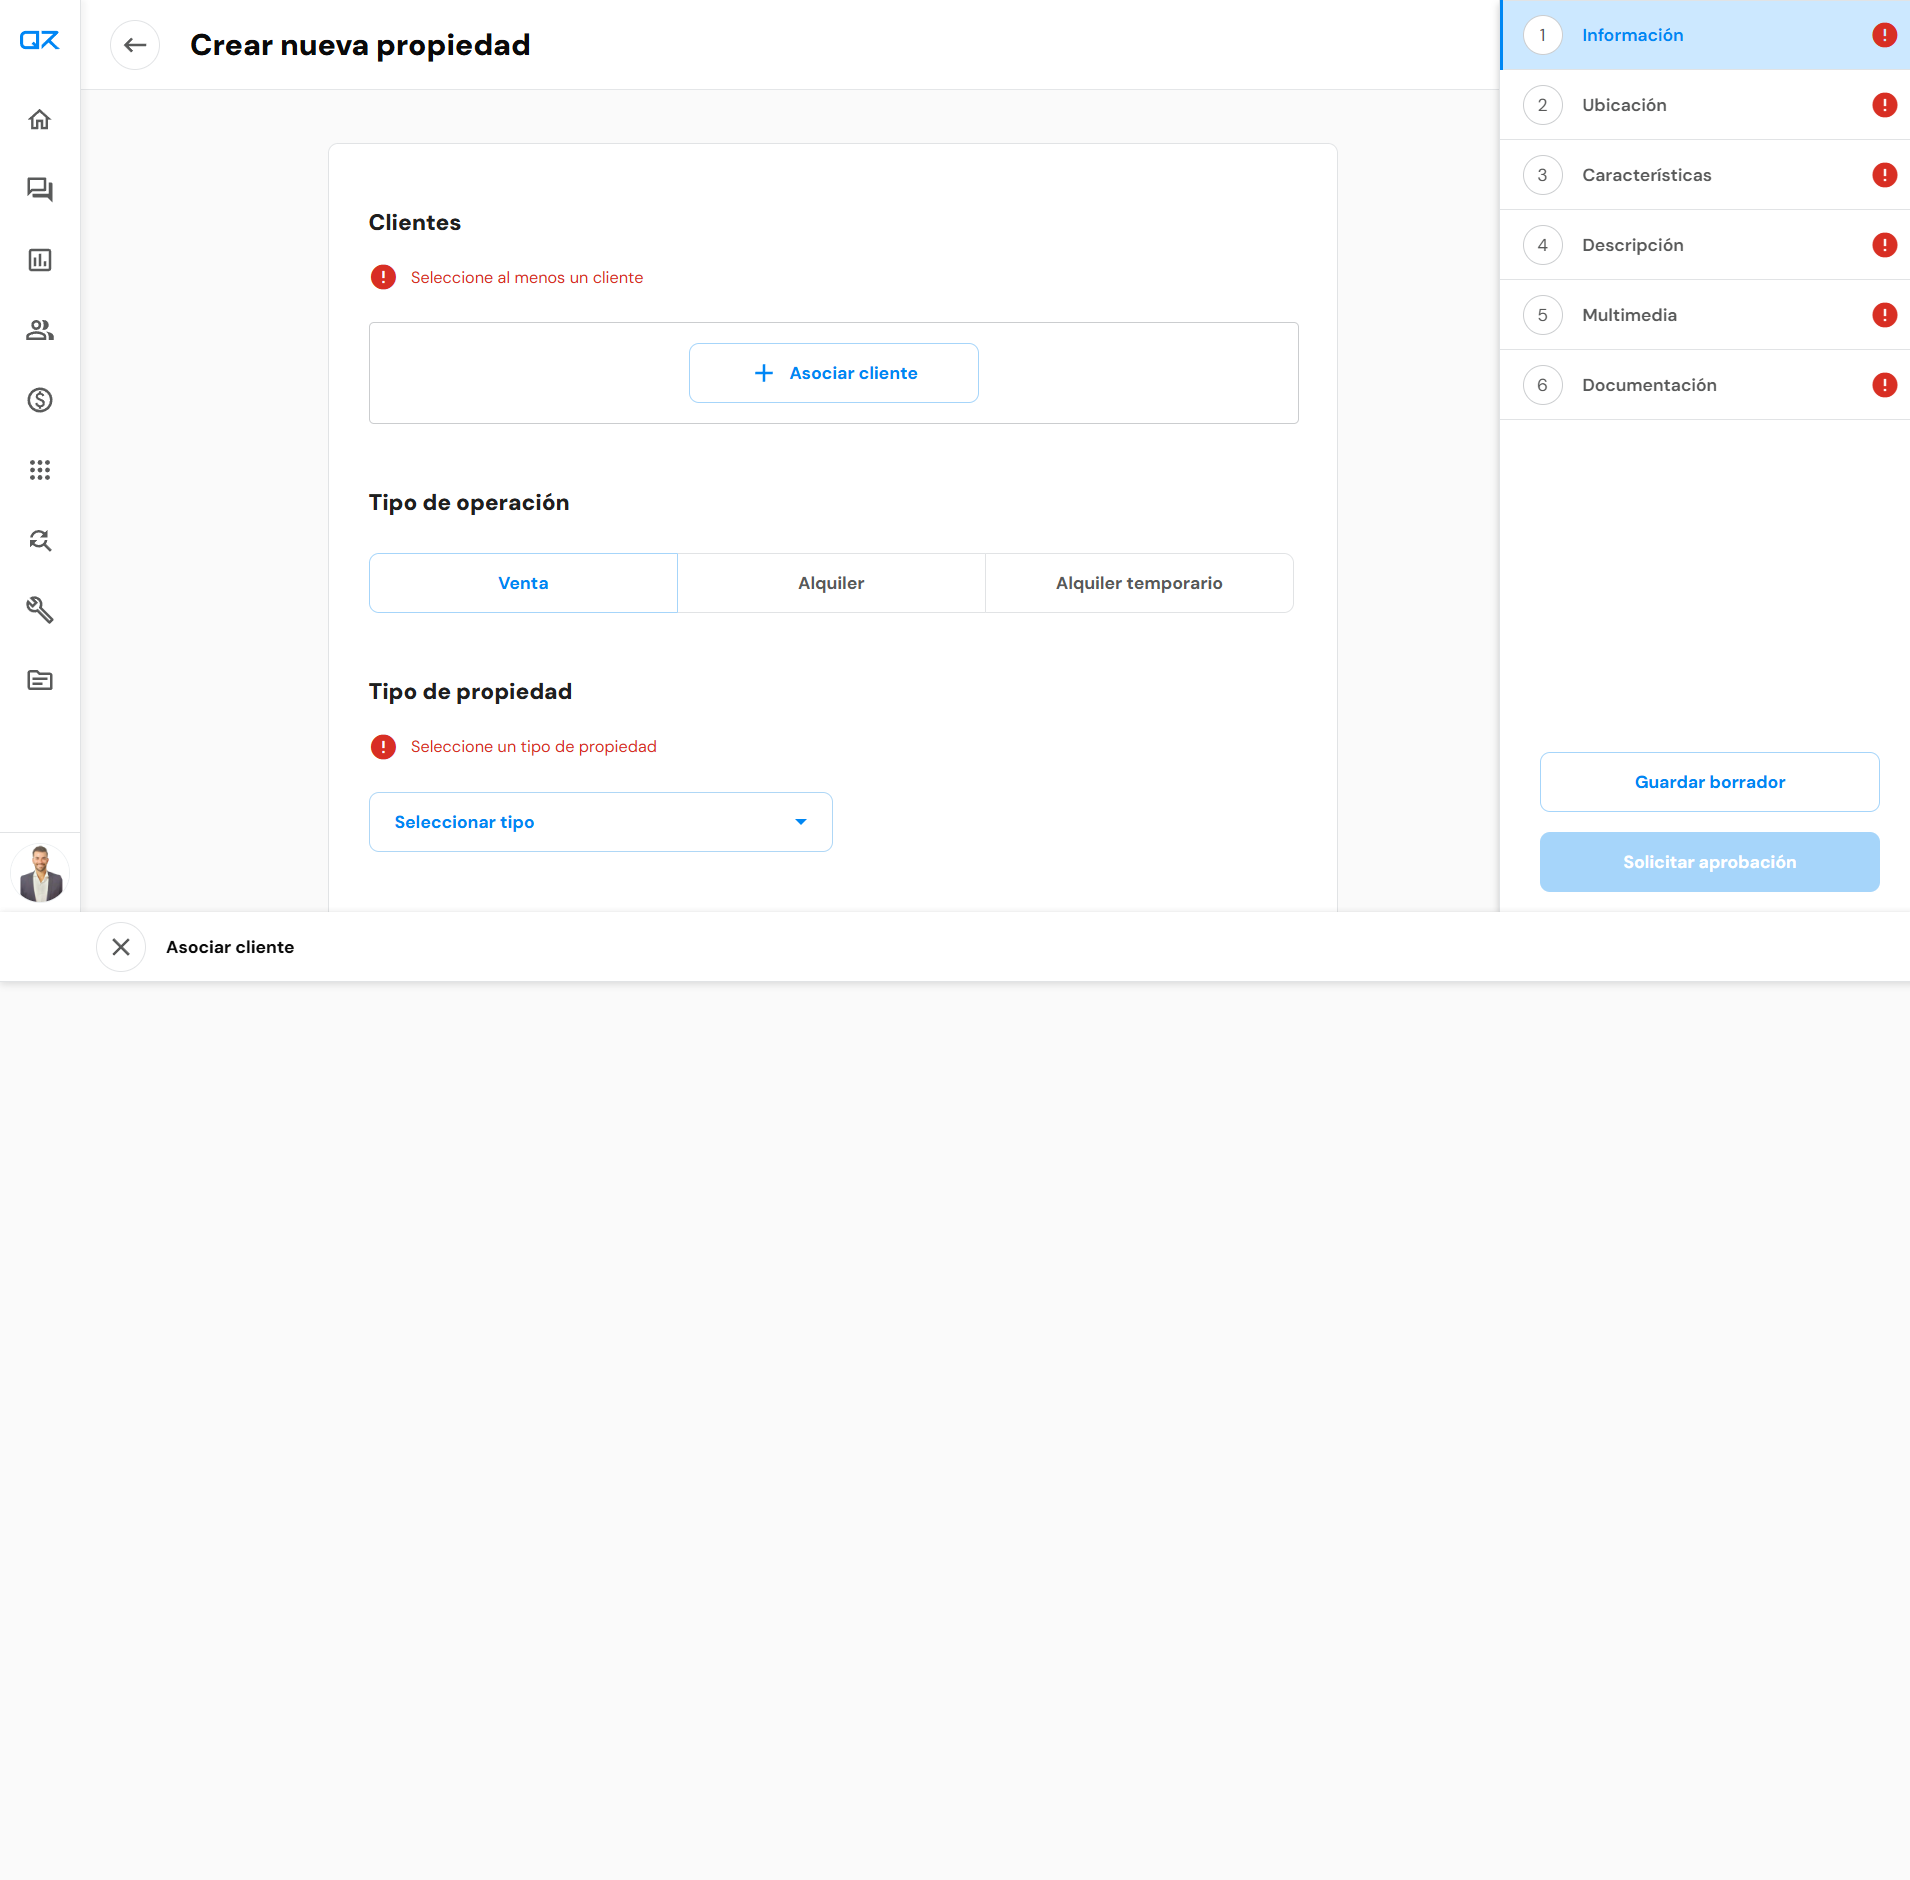 Crear nueva propiedad
Clientes
Seleccione al menos un cliente
Asociar cliente
Tipo de operación
Venta
Alquiler
Alquiler temporario
Tipo de propiedad
Seleccione un tipo de propiedad
Seleccionar tipo
1 Información
2 Ubicación
3 Características
4 Descripción
5 Multimedia
6 Documentación
Guardar borrador
Solicitar aprobación
Asociar cliente